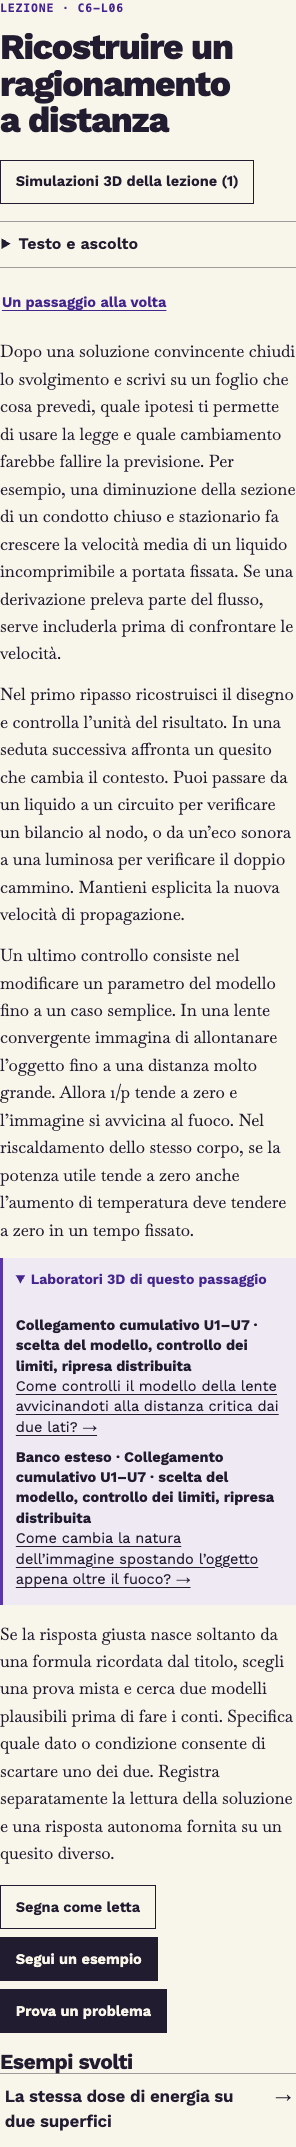 LEZIONE · C6–L06
Ricostruire un
ragionamento
a distanza
Simulazioni 3D della lezione (1)
▶ Testo e ascolto
Un passaggio alla volta
Dopo una soluzione convincente chiudi
lo svolgimento e scrivi su un foglio che
cosa prevedi, quale ipotesi ti permette
di usare la legge e quale cambiamento
farebbe fallire la previsione. Per
esempio, una diminuzione della sezione
di un condotto chiuso e stazionario fa
crescere la velocità media di un liquido
incomprimibile a portata fissata. Se una
derivazione preleva parte del flusso,
serve includerla prima di confrontare le
velocità.
Nel primo ripasso ricostruisci il disegno
e controlla l’unità del risultato. In una
seduta successiva affronta un quesito
che cambia il contesto. Puoi passare da
un liquido a un circuito per verificare
un bilancio al nodo, o da un’eco sonora
a una luminosa per verificare il doppio
cammino. Mantieni esplicita la nuova
velocità di propagazione.
Un ultimo controllo consiste nel
modificare un parametro del modello
fino a un caso semplice. In una lente
convergente immagina di allontanare
l’oggetto fino a una distanza molto
grande. Allora 1/p tende a zero e
l’immagine si avvicina al fuoco. Nel
riscaldamento dello stesso corpo, se la
potenza utile tende a zero anche
l’aumento di temperatura deve tendere
a zero in un tempo fissato.
▼ Laboratori 3D di questo passaggio
Collegamento cumulativo U1–U7 ·
scelta del modello, controllo dei
limiti, ripresa distribuita
Come controlli il modello della lente
avvicinandoti alla distanza critica dai
due lati? →
Banco esteso · Collegamento
cumulativo U1–U7 · scelta del
modello, controllo dei limiti, ripresa
distribuita
Come cambia la natura
dell’immagine spostando l’oggetto
appena oltre il fuoco? →
Se la risposta giusta nasce soltanto da
una formula ricordata dal titolo, scegli
una prova mista e cerca due modelli
plausibili prima di fare i conti. Specifica
quale dato o condizione consente di
scartare uno dei due. Registra
separatamente la lettura della soluzione
e una risposta autonoma fornita su un
quesito diverso.
Segna come letta
Segui un esempio
Prova un problema
Esempi svolti
La stessa dose di energia su →
due superfici